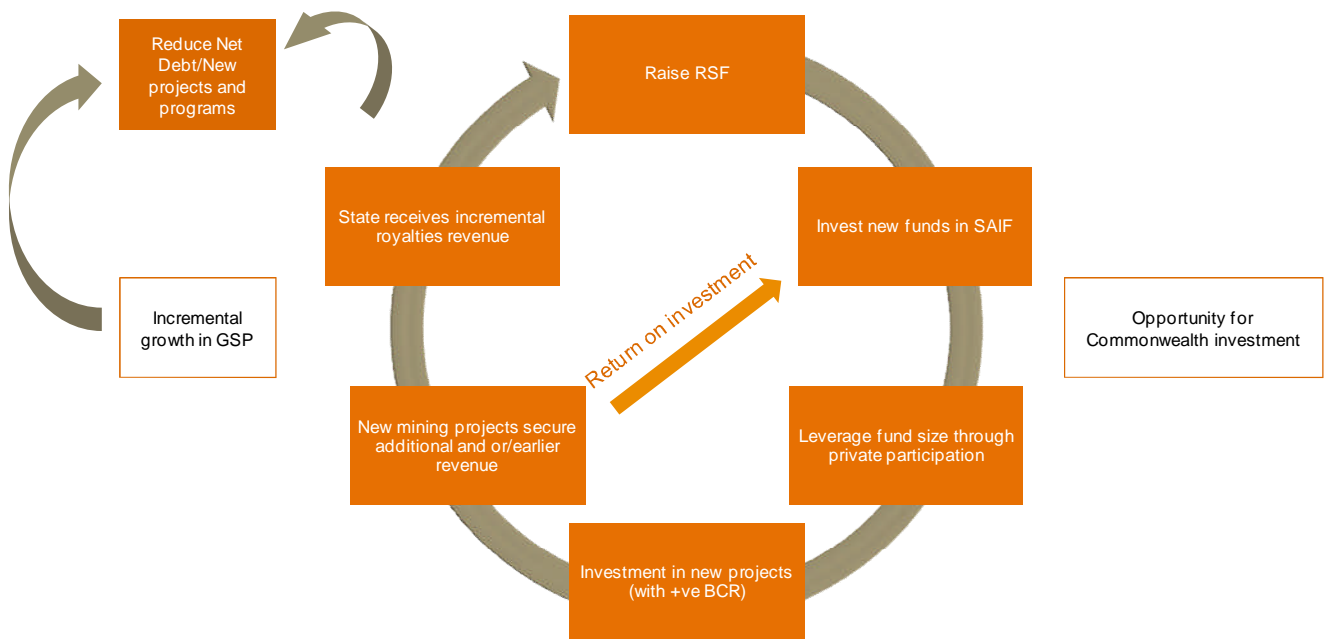 Reduce Net
Debt/New
projects and
programs
Raise RSF
State receives incremental
royalties revenue
Invest new funds in SAIF
Return on investment
Incremental
growth in GSP
Opportunity for
Commonwealth investment
New mining projects secure
additional and or/earlier
revenue
Leverage fund size through
private participation
Investment in new projects
(with +ve BCR)